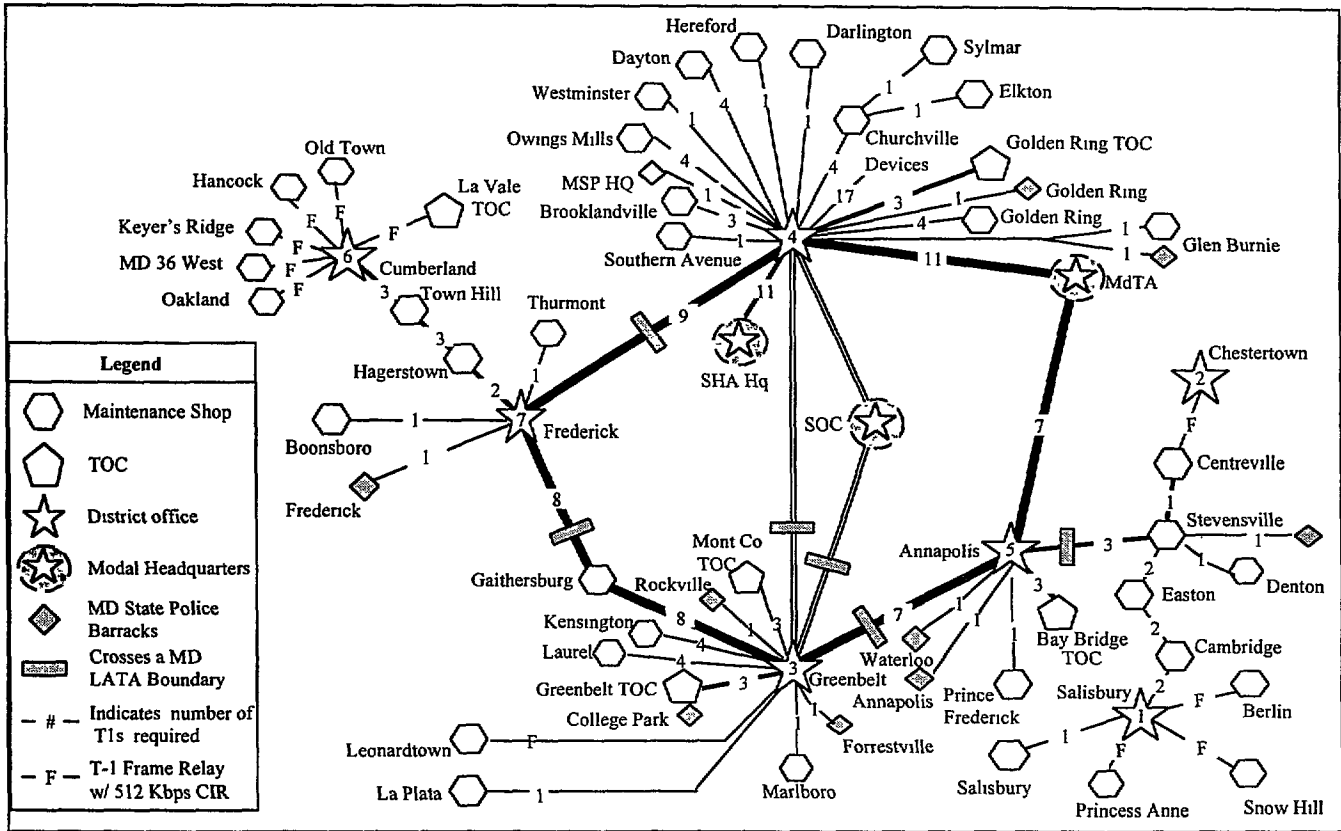 Hereford
Darlington
Sylmar
Dayton
Elkton
Westminster
Owings Mills
Churchville
Devices
Golden Ring TOC
MSP HQ
Brooklandville
Golden Ring
Golden Ring
Southern Avenue
Glen Burnie
MdTA
1
4
1
1
1
1
4
4
17
3
1
4
1
1
1
3
1
4
11
11
9
Old Town
Hancock
La Vale
TOC
Keyer's Ridge
MD 36 West
Oakland
Cumberland
Town Hill
Hagerstown
F
F
F
F
F
F
6
3
3
2
Thurmont
1
Boonsboro
1
7
Frederick
1
Frederick
8
SHA Hq
SOC
7
Chestertown
2
F
Centreville
1
Stevensville
1
1
Denton
Annapolis
5
3
2
Easton
2
Cambridge
2
Salisbury
1
F
Berlin
1
F
F
Salisbury
Princess Anne
Snow Hill
Mont Co
TOC
Rockville
Gaithersburg
8
Kensington
Laurel
Greenbelt TOC
College Park
1
3
4
4
3
3
Greenbelt
7
1
1
1
3
Waterloo
Annapolis
Prince
Frederick
Bay Bridge
TOC
Leonardtown
F
La Plata
1
1
Marlboro
1
Forrestville
Legend
Maintenance Shop
TOC
District office
Modal Headquarters
MD State Police
Barracks
Crosses a MD
LATA Boundary
– # – Indicates number of
T1s required
– F – T-1 Frame Relay
w/ 512 Kbps CIR